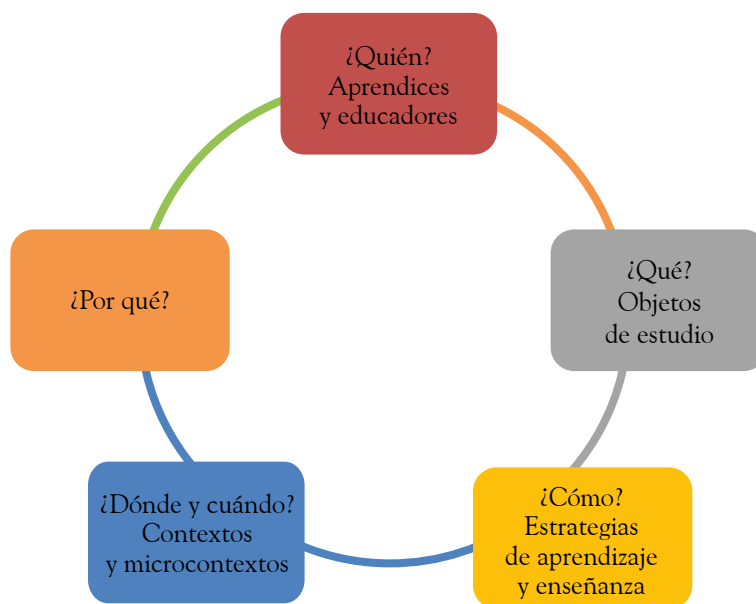 ¿Quién?
Aprendices
y educadores
¿Qué?
Objetos
de estudio
¿Cómo?
Estrategias
de aprendizaje
y enseñanza
¿Dónde y cuándo?
Contextos
y microcontextos
¿Por qué?